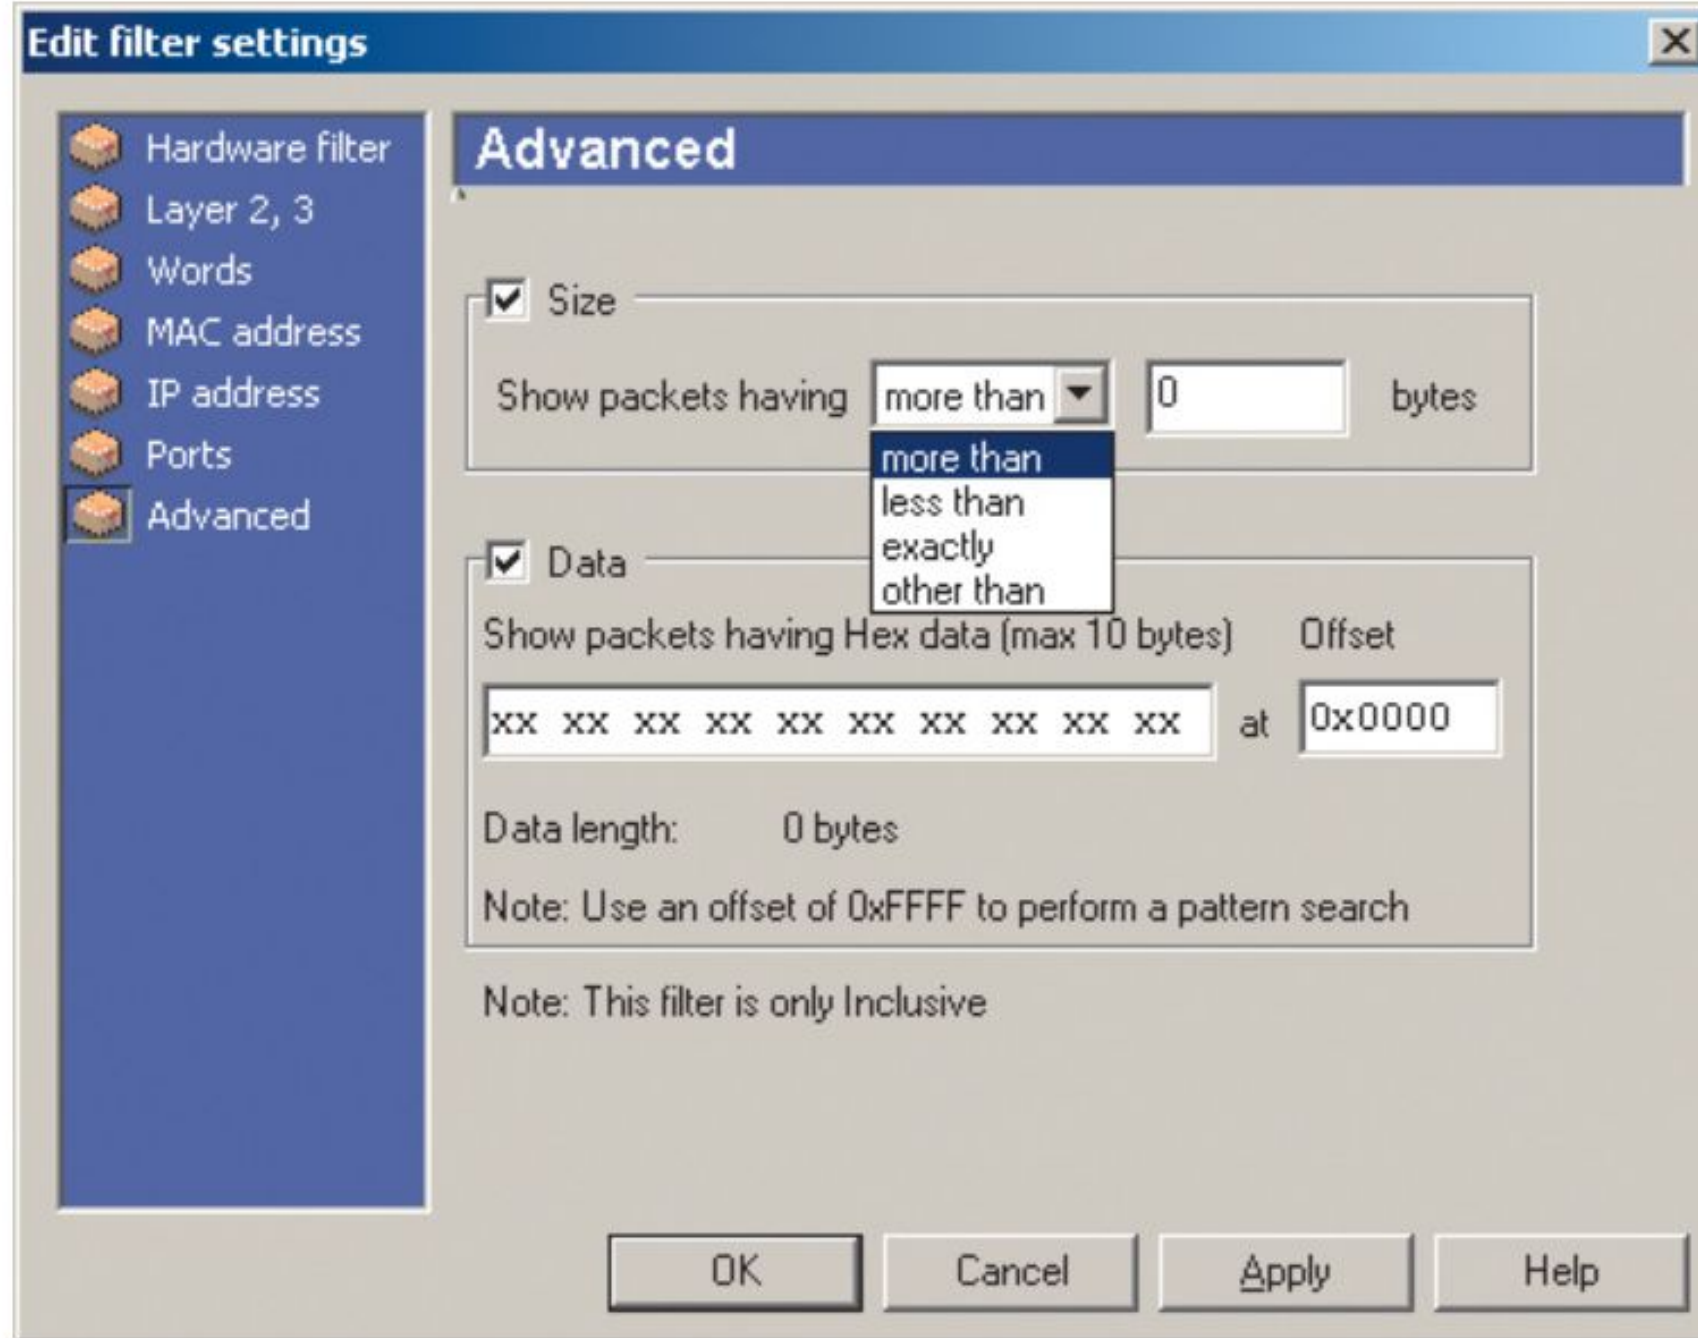 Edit filter settings
Hardware filter
Layer 2, 3
Words
MAC address
IP address
Ports
Advanced
Advanced
Size
Show packets having more than 0 bytes
more than
less than
exactly
other than
Data
Show packets having Hex data (max 10 bytes) Offset
xx xx xx xx xx xx xx xx xx xx at 0x0000
Data length: 0 bytes
Note: Use an offset of 0xFFFF to perform a pattern search
Note: This filter is only Inclusive
OK Cancel Apply Help